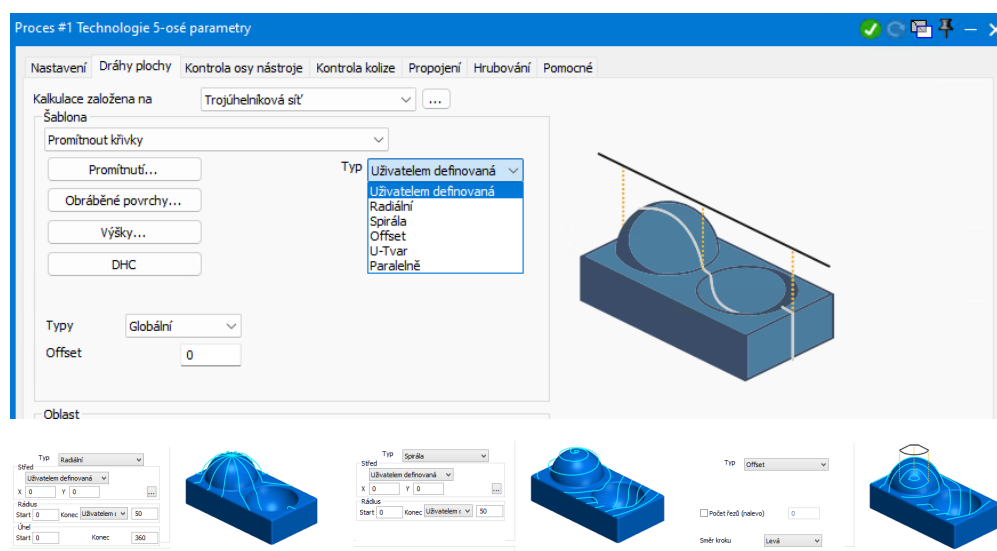 Proces #1 Technologie 5-osé parametry
Nastavení Dráhy plochy Kontrola osy nástroje Kontrola kolize Propojení Hrubování Pomocné
Kalkulace založena na Trojúhelníková síť ...
Šablona
Promítnout křivky
Promítnutí... Typ Uživatelem definovaná
Uživatelem definovaná
Obráběné povrchy... Radiální
Spirála
Výšky... Offset
U-Tvar
DHC Paralelně
Typy Globální
Offset 0
Oblast
Typ Radiální
Střed
Uživatelem definovaná
X 0 Y 0 ...
Rádius
Start 0 Konec Uživatelem 50
Úhel
Start 0 Konec 360
Typ Spirála
Střed
Uživatelem definovaná
X 0 Y 0 ...
Rádius
Start 0 Konec Uživatelem 50
Typ Offset
Počet řezů (nalevo) 0
Směr kroku Levá